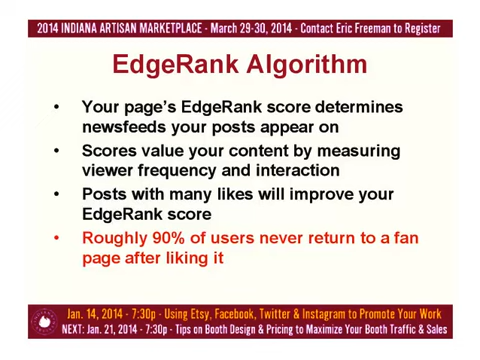 2014 INDIANA ARTISAN MARKETPLACE - March 29-30, 2014 - Contact Eric Freeman to Register
EdgeRank Algorithm
• Your page's EdgeRank score determines
newsfeeds your posts appear on
• Scores value your content by measuring
viewer frequency and interaction
• Posts with many likes will improve your
EdgeRank score
• Roughly 90% of users never return to a fan
page after liking it
Jan. 14, 2014 - 7:30p - Using Etsy, Facebook, Twitter & Instagram to Promote Your Work
NEXT: Jan. 21, 2014 - 7:30p - Tips on Booth Design & Pricing to Maximize Your Booth Traffic & Sales